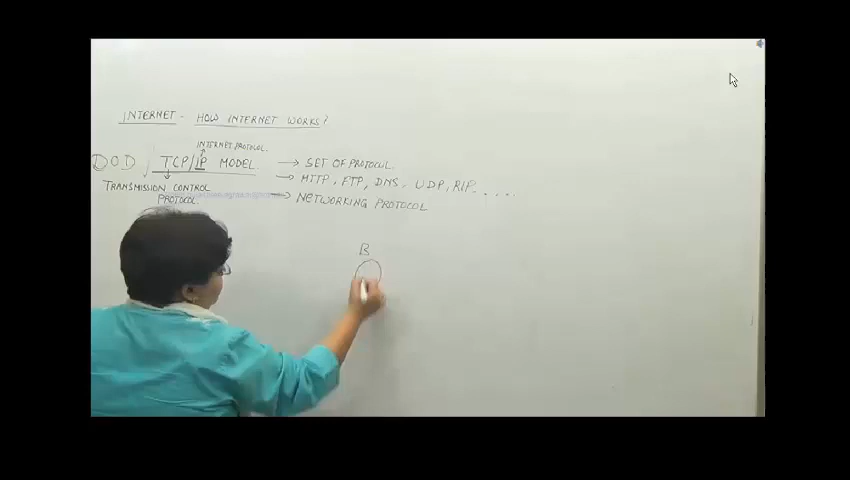 INTERNET - HOW INTERNET WORKS?
INTERNET PROTOCOL
DOD / TCP/IP MODEL. → SET OF PROTOCOL.
→ HTTP, FTP, DNS, UDP, RIP. . . . .
TRANSMISSION CONTROL
PROTOCOL. → NETWORKING PROTOCOL
B